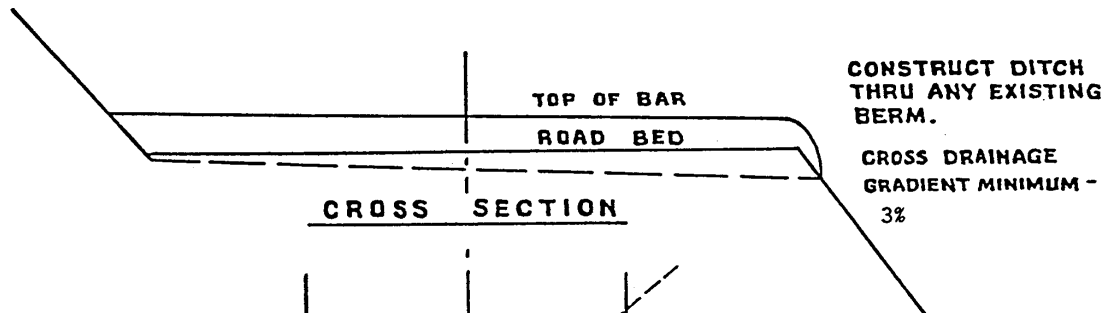 TOP OF BAR
ROAD BED
CROSS SECTION
CONSTRUCT DITCH
THRU ANY EXISTING
BERM.
CROSS DRAINAGE
GRADIENT MINIMUM -
3%